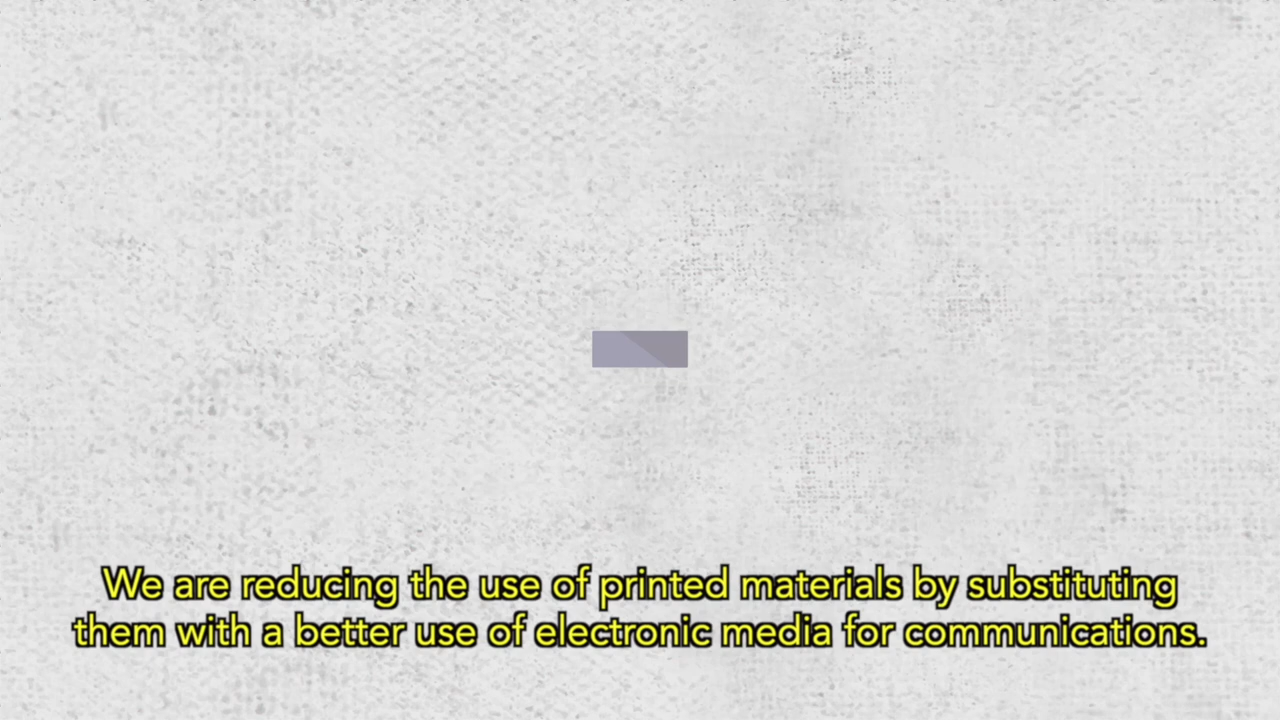 We are reducing the use of printed materials by substituting
them with a better use of electronic media for communications.